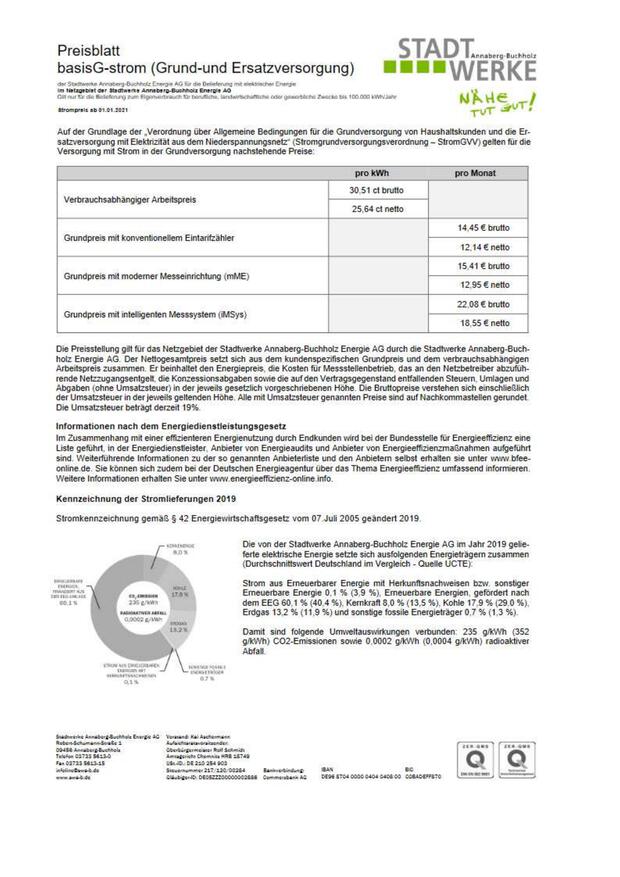 Preisblatt
basisG-strom (Grund-und Ersatzversorgung)
der Stadtwerke Annaberg-Buchholz Energie AG für die Belieferung mit elektrischer Energie
im Netzgebiet der Stadtwerke Annaberg-Buchholz Energie AG
Gilt nur für die Belieferung zum Eigenverbrauch für berufliche, landwirtschaftliche oder gewerbliche Zwecke bis 100.000 kWh/Jahr
Strompreis ab 01.01.2021
STADT
Annaberg-Buchholz
WERKE
NÄHE
TUT GUT!
Auf der Grundlage der „Verordnung über Allgemeine Bedingungen für die Grundversorgung von Haushaltskunden und die Er-
satzversorgung mit Elektrizität aus dem Niederspannungsnetz“ (Stromgrundversorgungsverordnung – StromGVV) gelten für die
Versorgung mit Strom in der Grundversorgung nachstehende Preise:
pro kWh pro Monat
Verbrauchsabhängiger Arbeitspreis
30,51 ct brutto
25,64 ct netto
Grundpreis mit konventionellem Eintarifzähler
14,45 € brutto
12,14 € netto
Grundpreis mit moderner Messeinrichtung (mME)
15,41 € brutto
12,95 € netto
Grundpreis mit intelligenten Messsystem (iMSys)
22,08 € brutto
18,55 € netto
Die Preisstellung gilt für das Netzgebiet der Stadtwerke Annaberg-Buchholz Energie AG durch die Stadtwerke Annaberg-Buch-
holz Energie AG. Der Nettogesamtpreis setzt sich aus dem kundenspezifischen Grundpreis und dem verbrauchsabhängigen
Arbeitspreis zusammen. Er beinhaltet den Energiepreis, die Kosten für Messstellenbetrieb, das an den Netzbetreiber abzufüh-
rende Netzzugangsentgelt, die Konzessionsabgaben sowie die auf den Vertragsgegenstand entfallenden Steuern, Umlagen und
Abgaben (ohne Umsatzsteuer) in der jeweils gesetzlich vorgeschriebenen Höhe. Die Bruttopreise verstehen sich einschließlich
der Umsatzsteuer in der jeweils geltenden Höhe. Alle mit Umsatzsteuer genannten Preise sind auf Nachkommastellen gerundet.
Die Umsatzsteuer beträgt derzeit 19%.
Informationen nach dem Energiedienstleistungsgesetz
Im Zusammenhang mit einer effizienteren Energienutzung durch Endkunden wird bei der Bundesstelle für Energieeffizienz eine
Liste geführt, in der Energiedienstleister, Anbieter von Energieaudits und Anbieter von Energieeffizienzmaßnahmen aufgeführt
sind. Weiterführende Informationen zu der so genannten Anbieterliste und den Anbietern selbst erhalten sie unter www.bfee-
online.de. Sie können sich zudem bei der Deutschen Energieagentur über das Thema Energieeffizienz umfassend informieren.
Weitere Informationen erhalten Sie unter www.energieeffizienz-online.info.
Kennzeichnung der Stromlieferungen 2019
Stromkennzeichnung gemäß § 42 Energiewirtschaftsgesetz vom 07.Juli 2005 geändert 2019.
KERNENERGIE
8,0 %
KOHLE
17,9 %
ERDGAS
13,2 %
SONSTIGE FOSSILE
ENERGIETRÄGER
0,7 %
STROM AUS ERNEUERBAREN
ENERGIEN MIT
HERKUNFTSNACHWEISEN
0,1 %
ERNEUERBARE
ENERGIEN,
FINANZIERT AUS
DER EEG-UMLAGE
60,1 %
CO2-EMISSION
235 g/kWh
RADIOAKTIVER ABFALL
0,0002 g/kWh
Die von der Stadtwerke Annaberg-Buchholz Energie AG im Jahr 2019 gelie-
ferte elektrische Energie setzte sich ausfolgenden Energieträgern zusammen
(Durchschnittswert Deutschland im Vergleich - Quelle UCTE):
Strom aus Erneuerbarer Energie mit Herkunftsnachweisen bzw. sonstiger
Erneuerbare Energie 0,1 % (3,9 %), Erneuerbare Energien, gefördert nach
dem EEG 60,1 % (40,4 %), Kernkraft 8,0 % (13,5 %), Kohle 17,9 % (29,0 %),
Erdgas 13,2 % (11,9 %) und sonstige fossile Energieträger 0,7 % (1,3 %).
Damit sind folgende Umweltauswirkungen verbunden: 235 g/kWh (352
g/kWh) CO2-Emissionen sowie 0,0002 g/kWh (0,0004 g/kWh) radioaktiver
Abfall.
Stadtwerke Annaberg-Buchholz Energie AG
Robert-Schumann-Straße 1
09456 Annaberg-Buchholz
Telefon 03733 5613-0
Fax 03733 5613-15
www.swa-b.de
Vorstand: Kai Aschermann
Aufsichtsratsvorsitzender:
Oberbürgermeister Rolf Schmidt
Amtsgericht Chemnitz HRB 15749
USt.-ID.: DE 210 254 903
Steuernummer 217/130/00284
Bankverbindung:
Commerzbank AG
IBAN
DE96 8704 0000 0404 0408 00
BIC
COBADEFF870
ZER-QMS
Q
ZER-QMS
Q